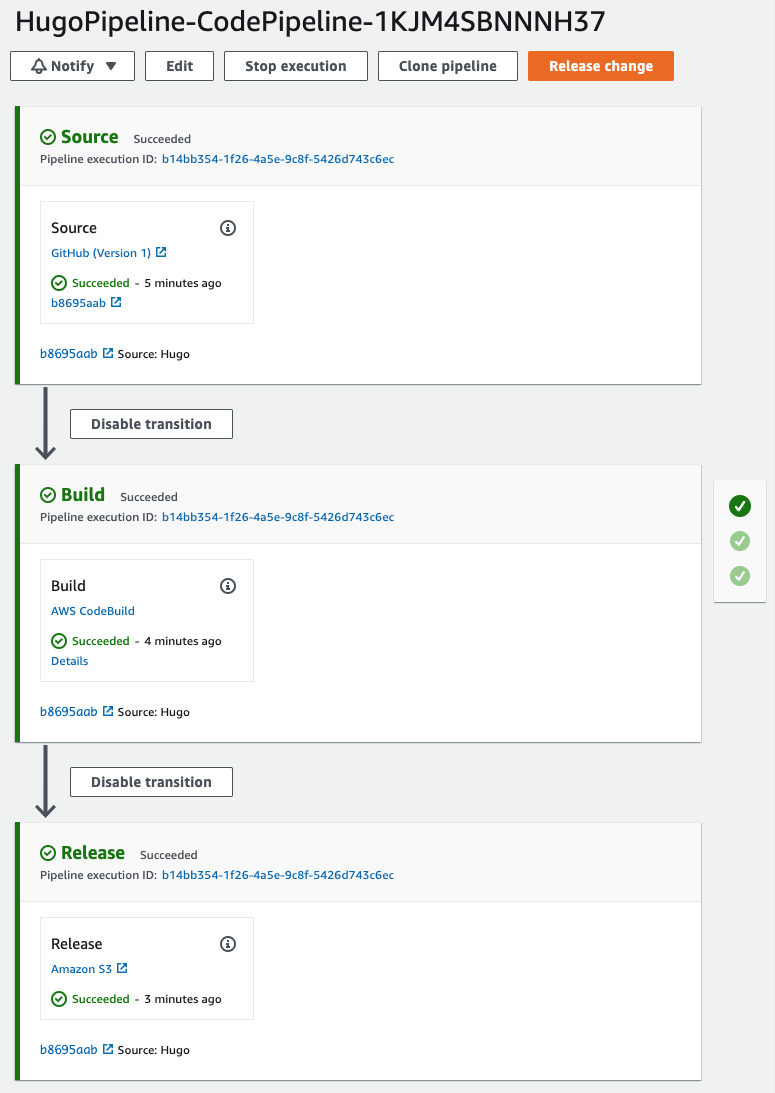 HugoPipeline-CodePipeline-1KJM4SBNNNH37
Notify Edit Stop execution Clone pipeline Release change
Source Succeeded
Pipeline execution ID: b14bb354-1f26-4a5e-9c8f-5426d743c6ec
Source
GitHub (Version 1)
Succeeded - 5 minutes ago
b8695aab
b8695aab Source: Hugo
Disable transition
Build Succeeded
Pipeline execution ID: b14bb354-1f26-4a5e-9c8f-5426d743c6ec
Build
AWS CodeBuild
Succeeded - 4 minutes ago
Details
b8695aab Source: Hugo
Disable transition
Release Succeeded
Pipeline execution ID: b14bb354-1f26-4a5e-9c8f-5426d743c6ec
Release
Amazon S3
Succeeded - 3 minutes ago
b8695aab Source: Hugo